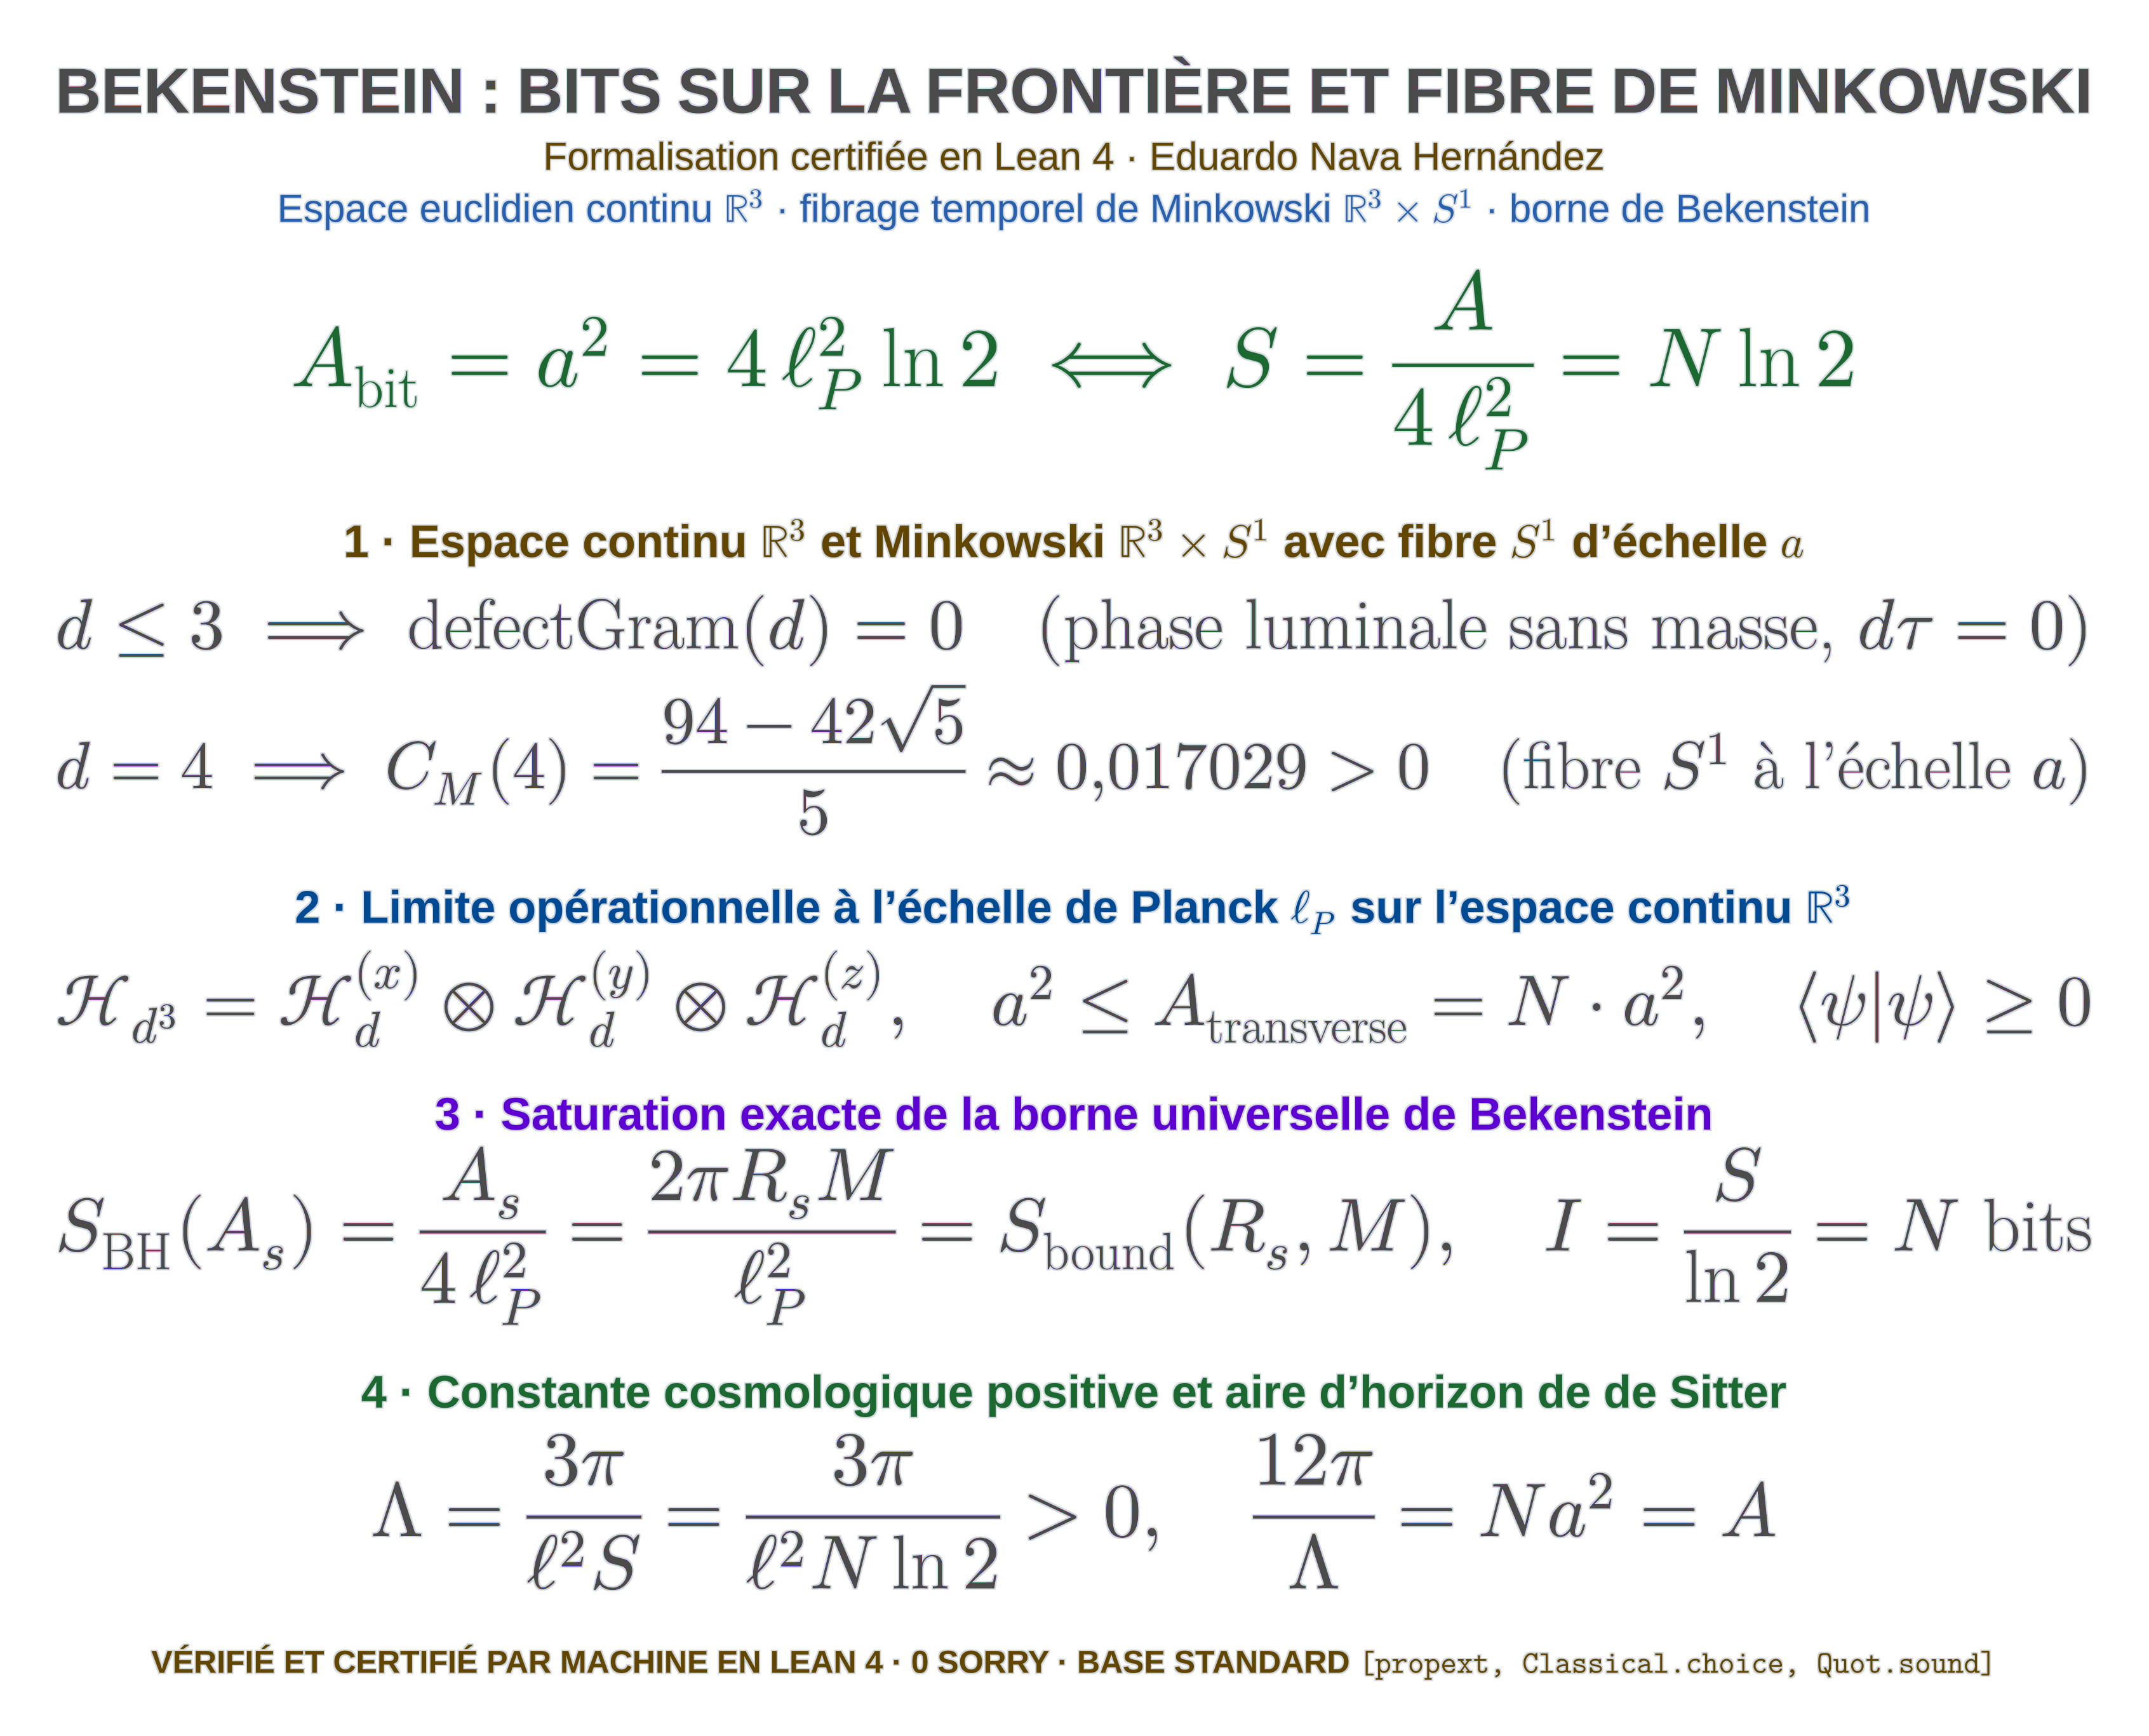 BEKENSTEIN : BITS SUR LA FRONTIÈRE ET FIBRE DE MINKOWSKI
Formalisation certifiée en Lean 4 · Eduardo Nava Hernández
Espace euclidien continu ℝ³ · fibrage temporel de Minkowski ℝ³ × S¹ · borne de Bekenstein
A_bit = a² = 4 ℓ_P² ln 2 ⟺ S = A / (4 ℓ_P²) = N ln 2
1 · Espace continu ℝ³ et Minkowski ℝ³ × S¹ avec fibre S¹ d’échelle a
d ≤ 3 ⟹ defectGram(d) = 0 (phase luminale sans masse, dτ = 0)
d = 4 ⟹ C_M(4) = (94 − 42√5) / 5 ≈ 0,017029 > 0 (fibre S¹ à l’échelle a)
2 · Limite opérationnelle à l’échelle de Planck ℓ_P sur l’espace continu ℝ³
ℋ_{d³} = ℋ_d^{(x)} ⊗ ℋ_d^{(y)} ⊗ ℋ_d^{(z)}, a² ≤ A_transverse = N · a², ⟨ψ|ψ⟩ ≥ 0
3 · Saturation exacte de la borne universelle de Bekenstein
S_BH(A_s) = A_s / (4 ℓ_P²) = 2πR_sM / ℓ_P² = S_bound(R_s, M), I = S / ln 2 = N bits
4 · Constante cosmologique positive et aire d’horizon de de Sitter
Λ = 3π / (ℓ²S) = 3π / (ℓ²N ln 2) > 0, 12π / Λ = Na² = A
VÉRIFIÉ ET CERTIFIÉ PAR MACHINE EN LEAN 4 · 0 SORRY · BASE STANDARD [propext, Classical.choice, Quot.sound]